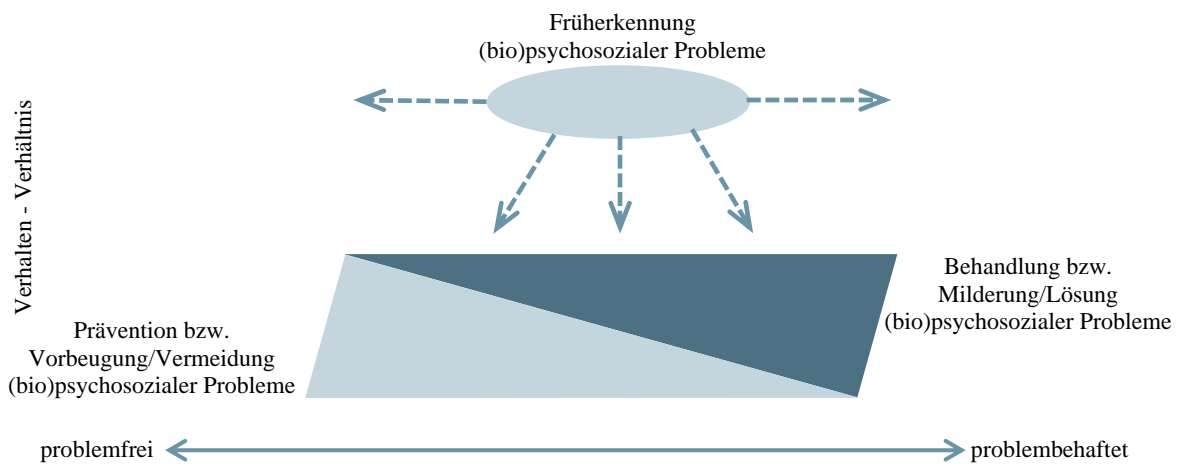 Früherkennung
(bio)psychosozialer Probleme
Verhalten - Verhältnis
Behandlung bzw.
Milderung/Lösung
(bio)psychosozialer Probleme
Prävention bzw.
Vorbeugung/Vermeidung
(bio)psychosozialer Probleme
problemfrei
problembehaftet